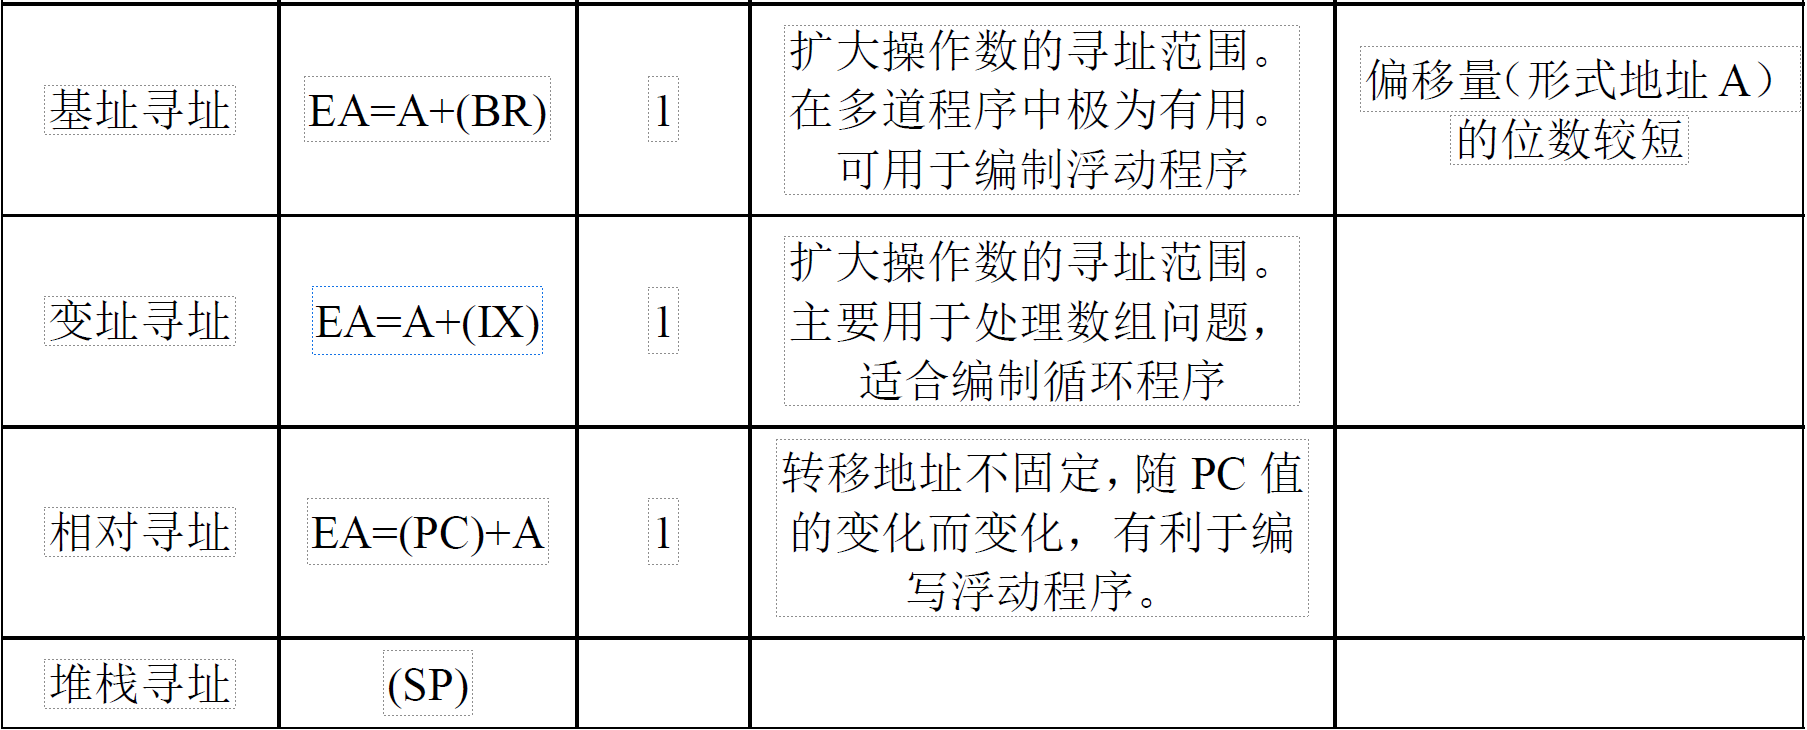 基址寻址
EA=A+(BR)
1
扩大操作数的寻址范围。
在多道程序中极为有用。
可用于编制浮动程序
偏移量(形式地址 A)
的位数较短
变址寻址
EA=A+(IX)
1
扩大操作数的寻址范围。
主要用于处理数组问题，
适合编制循环程序
相对寻址
EA=(PC)+A
1
转移地址不固定，随 PC 值
的变化而变化，有利于编
写浮动程序。
堆栈寻址
(SP)